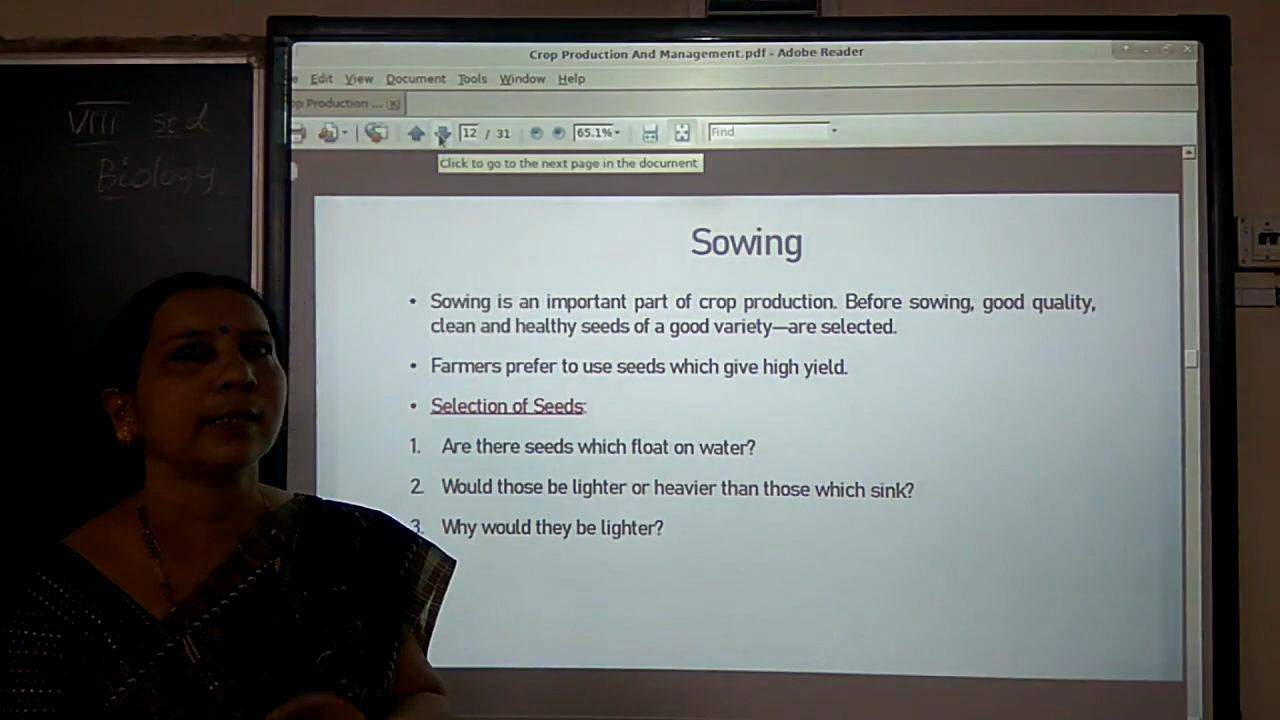 VIII std
Biology
Crop Production And Management.pdf - Adobe Reader
e Edit View Document Tools Window Help
op Production ...
12 / 31 65.1% Find
Click to go to the next page in the document
Sowing
• Sowing is an important part of crop production. Before sowing, good quality,
clean and healthy seeds of a good variety—are selected.
• Farmers prefer to use seeds which give high yield.
• Selection of Seeds:
1. Are there seeds which float on water?
2. Would those be lighter or heavier than those which sink?
3. Why would they be lighter?